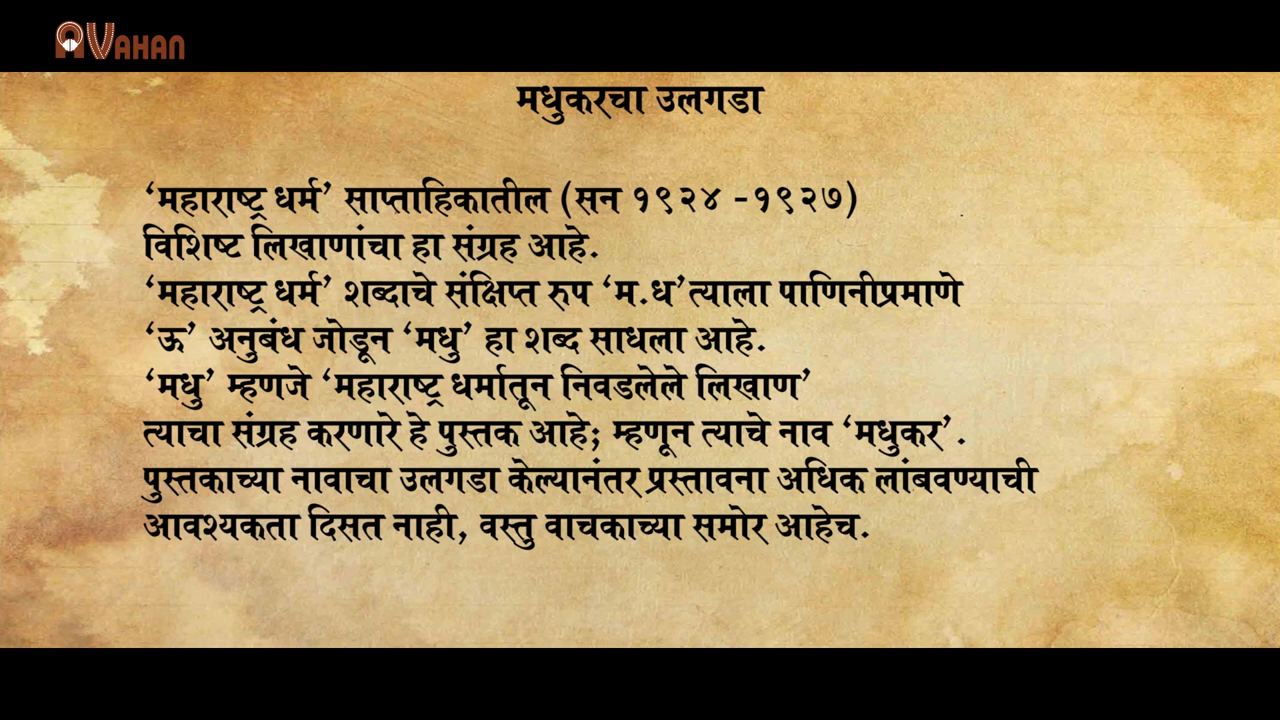 AVAHAN
मधुकरचा उलगडा
‘महाराष्ट्र धर्म’ साप्ताहिकातील (सन १९२४ -१९२७)
विशिष्ट लिखाणांचा हा संग्रह आहे.
‘महाराष्ट्र धर्म’ शब्दाचे संक्षिप्त रुप ‘म.ध’त्याला पाणिनीप्रमाणे
‘ऊ’ अनुबंध जोडून ‘मधु’ हा शब्द साधला आहे.
‘मधु’ म्हणजे ‘महाराष्ट्र धर्मातून निवडलेले लिखाण’
त्याचा संग्रह करणारे हे पुस्तक आहे; म्हणून त्याचे नाव ‘मधुकर’.
पुस्तकाच्या नावाचा उलगडा केल्यानंतर प्रस्तावना अधिक लांबवण्याची
आवश्यकता दिसत नाही, वस्तु वाचकाच्या समोर आहेच.